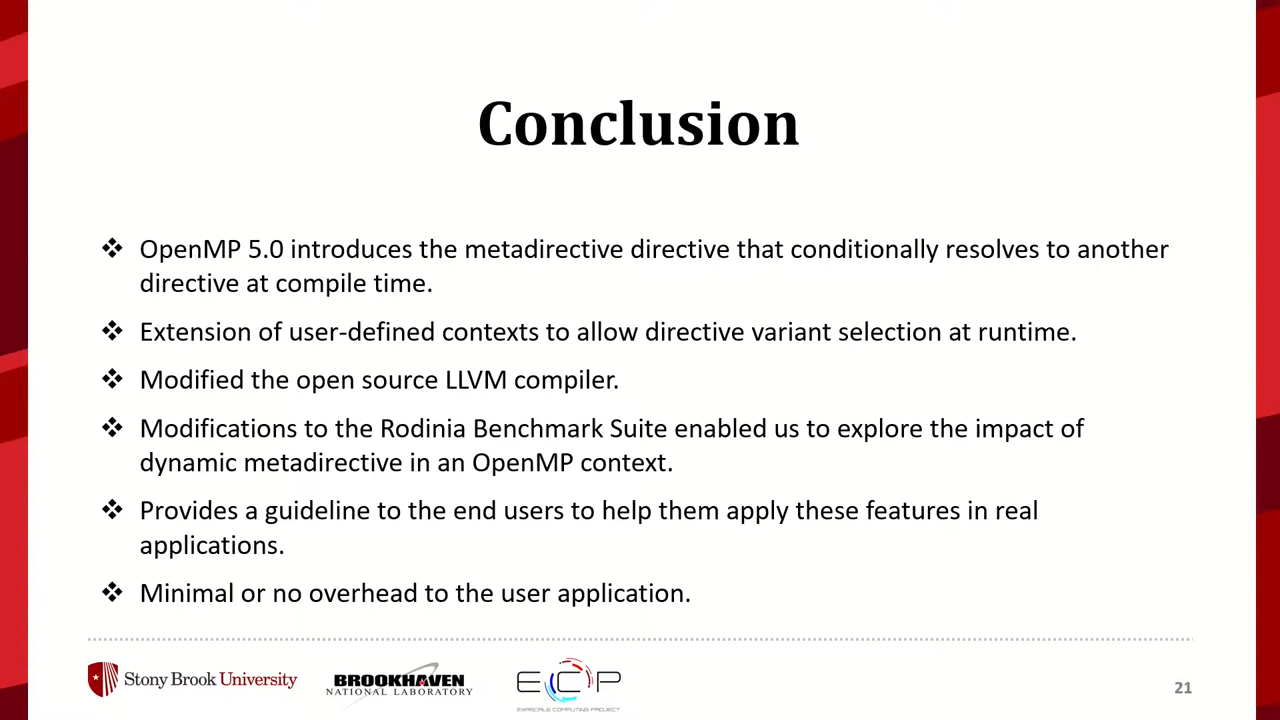 Conclusion
❖ OpenMP 5.0 introduces the metadirective directive that conditionally resolves to another
directive at compile time.
❖ Extension of user-defined contexts to allow directive variant selection at runtime.
❖ Modified the open source LLVM compiler.
❖ Modifications to the Rodinia Benchmark Suite enabled us to explore the impact of
dynamic metadirective in an OpenMP context.
❖ Provides a guideline to the end users to help them apply these features in real
applications.
❖ Minimal or no overhead to the user application.
Stony Brook University
BROOKHAVEN
NATIONAL LABORATORY
ECP
EXASCALE COMPUTING PROJECT
21